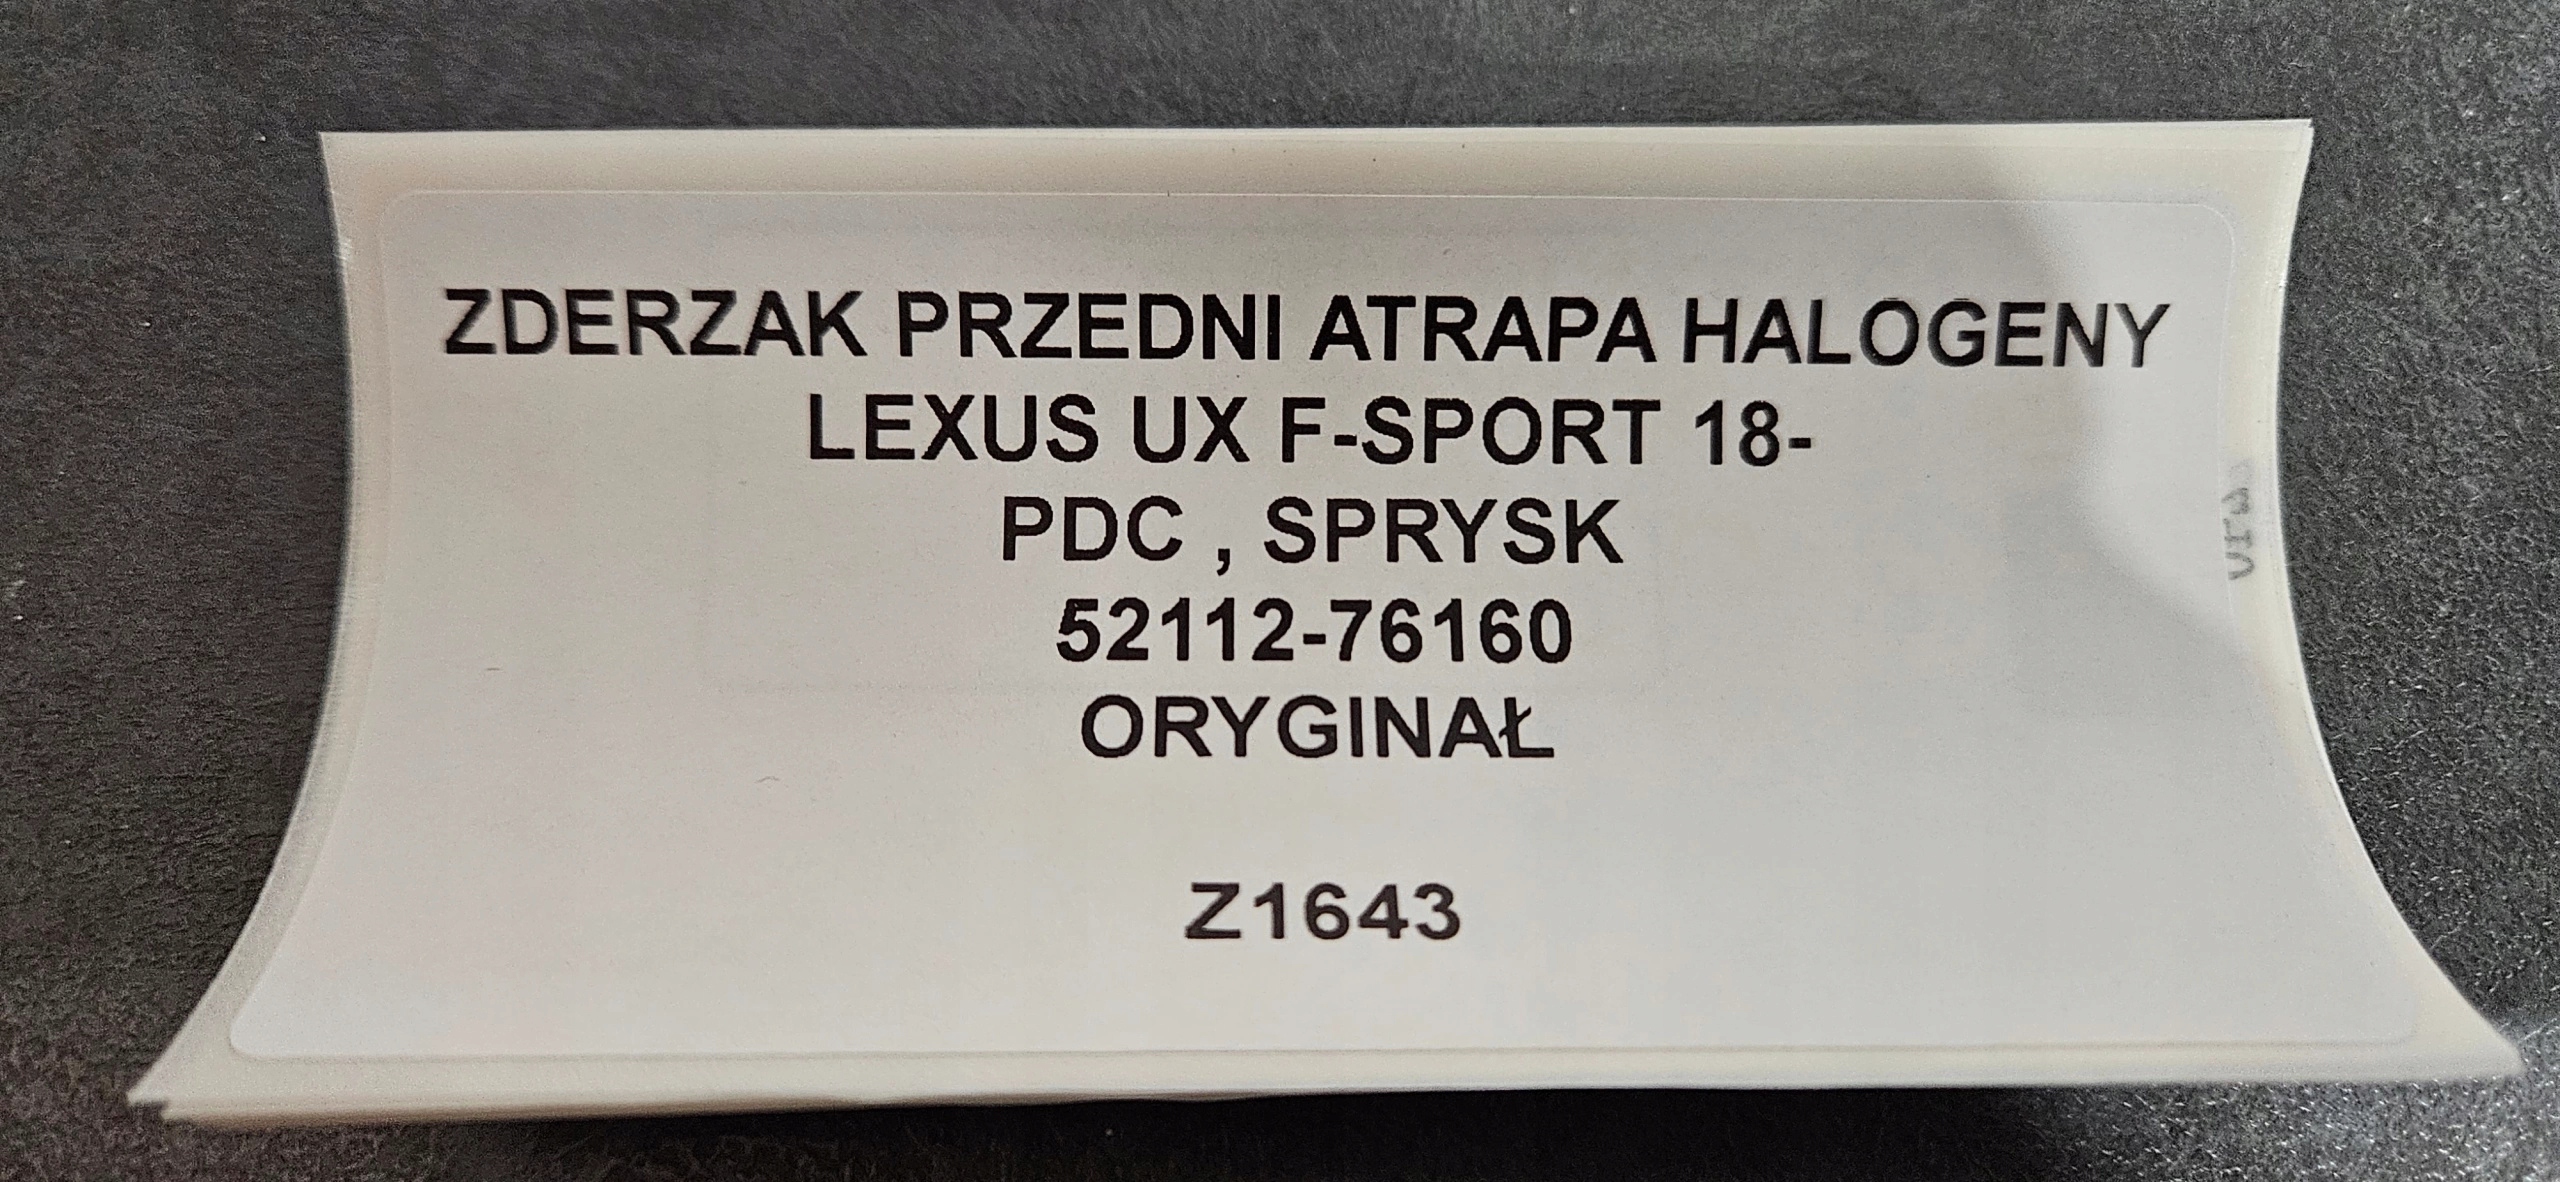 ZDERZAK PRZEDNI ATRAPA HALOGENY
LEXUS UX F-SPORT 18-
PDC , SPRYSK
52112-76160
ORYGINAŁ
Z1643